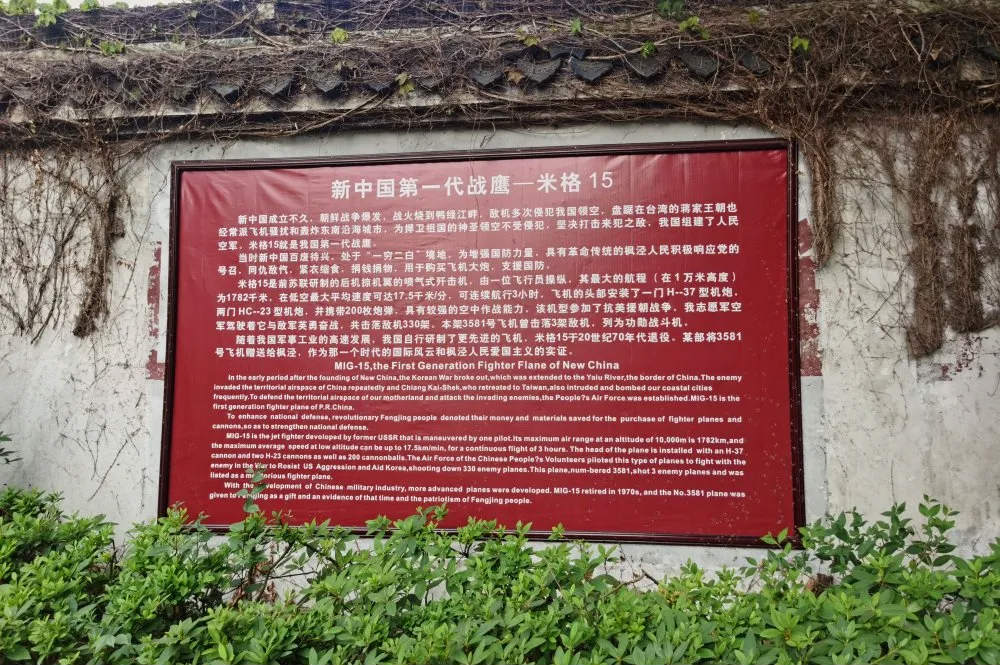 新中国第一代战鹰—米格 15
新中国成立不久，朝鲜战争爆发，战火烧到鸭绿江畔，敌机多次侵犯我国领空，盘踞在台湾的蒋家王朝也
经常派飞机骚扰和轰炸东南沿海城市，为捍卫祖国的神圣领空不受侵犯，坚决打击来犯之敌，我国组建了人民
空军，米格15就是我国第一代战鹰。
当时新中国百废待兴，处于“一穷二白”境地，为增强国防力量，具有革命传统的枫泾人民积极响应党的
号召，同仇敌忾，紧衣缩食，捐钱捐物，用于购买飞机大炮，支援国防。
米格15是前苏联研制的后机掠机翼的喷气式歼击机，由一位飞行员操纵，其最大的航程（在1万米高度）
为1782千米，在低空最大平均速度可达17.5千米/分，可连续航行3小时，飞机的头部安装了一门 H--37 型机炮，
两门 HC--23 型机炮，并携带200枚炮弹，具有较强的空中作战能力，该机型参加了抗美援朝战争，我志愿军空
军驾驶着它与敌军英勇奋战，共击落敌机330架，本架3581号飞机曾击落3架敌机，列为功勋战斗机。
随着我国军事工业的高速发展，我国自行研制了更先进的飞机，米格15于20世纪70年代退役，某部将3581
号飞机赠送给枫泾，作为那一个时代的国际风云和枫泾人民爱国主义的实证。
MIG-15,the First Generation Fighter Flane of New China
In the early period after the founding of New China,the Korean War broke out,which was extended to the Yaiu River,the border of China.The enemy
invaded the territorial airspace of China repeatedly and Chiang Kai-Shek,who retreated to Taiwan,also intruded and bombed our coastal cities
frequently.To defend the territorial airspace of our motherland and attack the invading enemies,the People?s Air Force was established.MIG-15 is the
first generation fighter plane of P.R.China.
To enhance national defense, revolutionary Fengjing people denoted their money and materials saved for the purchase of fighter planes and
cannons,so as to strengthen national defense.
MIG-15 is the jet fighter devaloped by former USSR that is maneuvered by one pilot.Its maximum air range at an altitude of 10,000m is 1782km,and
the maximum average speed at low altitude can be up to 17.5km/min, for a continuous flight of 3 hours. The head of the plane is installed with an H-37
cannon and two H-23 cannons as well as 200 cannonballs.The Air Force of the Chinese People?s Volunteers piloted this type of planes to fight with the
enemy in the War to Rosist US Aggression and Aid Korea,shooting down 330 enemy planes.This plane,num-bered 3581,shot 3 enemy planes and was
listed as a meritorious fighter plane.
With the development of Chinese military industry, more advanced planes were developed. MIG-15 retired in 1970s, and the No.3581 plane was
given to Fengjing as a gift and an evidence of that time and the patriotism of Fengjing people.